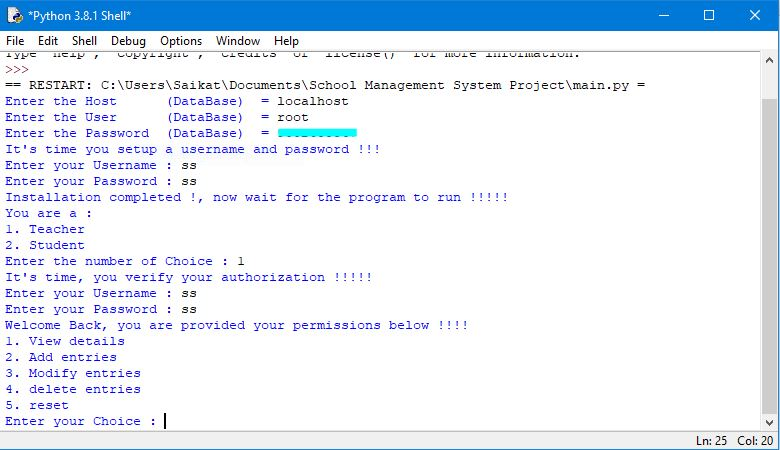 *Python 3.8.1 Shell*
File Edit Shell Debug Options Window Help
Type "help", "copyright", "credits" or "license()" for more information.
>>>
== RESTART: C:\Users\Saikat\Documents\School Management System Project\main.py =
Enter the Host (DataBase) = localhost
Enter the User (DataBase) = root
Enter the Password (DataBase) =
It's time you setup a username and password !!!
Enter your Username : ss
Enter your Password : ss
Installation completed !, now wait for the program to run !!!!!
You are a :
1. Teacher
2. Student
Enter the number of Choice : 1
It's time, you verify your authorization !!!!!
Enter your Username : ss
Enter your Password : ss
Welcome Back, you are provided your permissions below !!!!
1. View details
2. Add entries
3. Modify entries
4. delete entries
5. reset
Enter your Choice :
Ln: 25 Col: 20